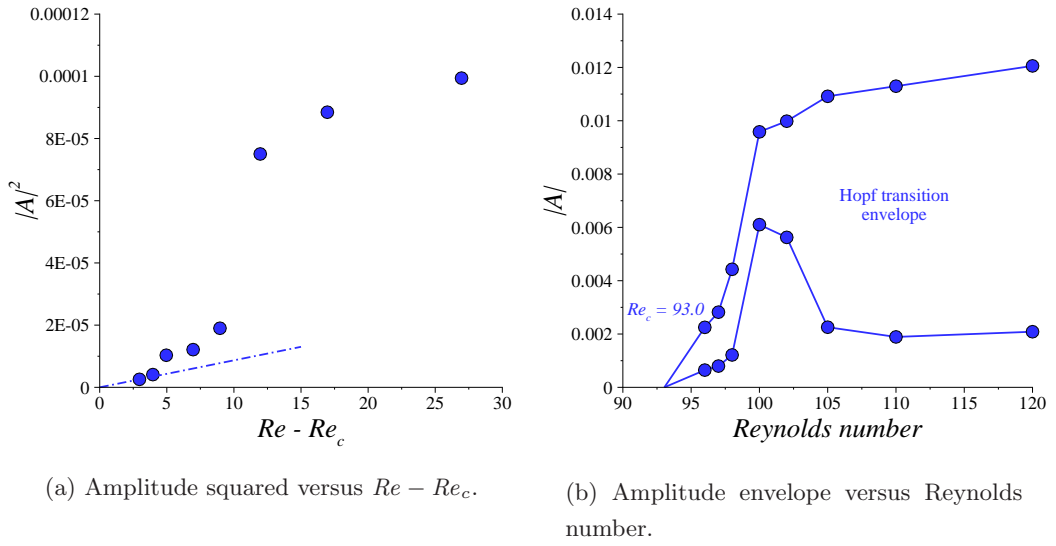 0.00012
0.0001
8E-05
6E-05
4E-05
2E-05
0
|A|²
0 5 10 15 20 25 30
Re - Re_c
(a) Amplitude squared versus Re − Re_c.
0.014
0.012
0.01
0.008
0.006
0.004
0.002
0
|A|
Hopf transition
envelope
Re_c = 93.0
90 95 100 105 110 115 120
Reynolds number
(b) Amplitude envelope versus Reynolds
number.